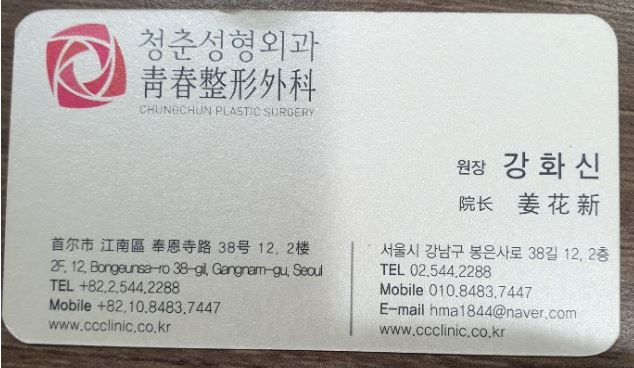 청춘성형외과
青春整形外科
CHUNGCHUN PLASTIC SURGERY
원장 강화신
院长 姜花新
首尔市 江南區 奉恩寺路 38号 12, 2楼
2F, 12, Bongeunsa-ro 38-gil, Gangnam-gu, Seoul
TEL +82.2.544.2288
Mobile +82.10.8483.7447
www.ccclinic.co.kr
서울시 강남구 봉은사로 38길 12, 2층
TEL 02.544.2288
Mobile 010.8483.7447
E-mail hma1844@naver.com
www.ccclinic.co.kr